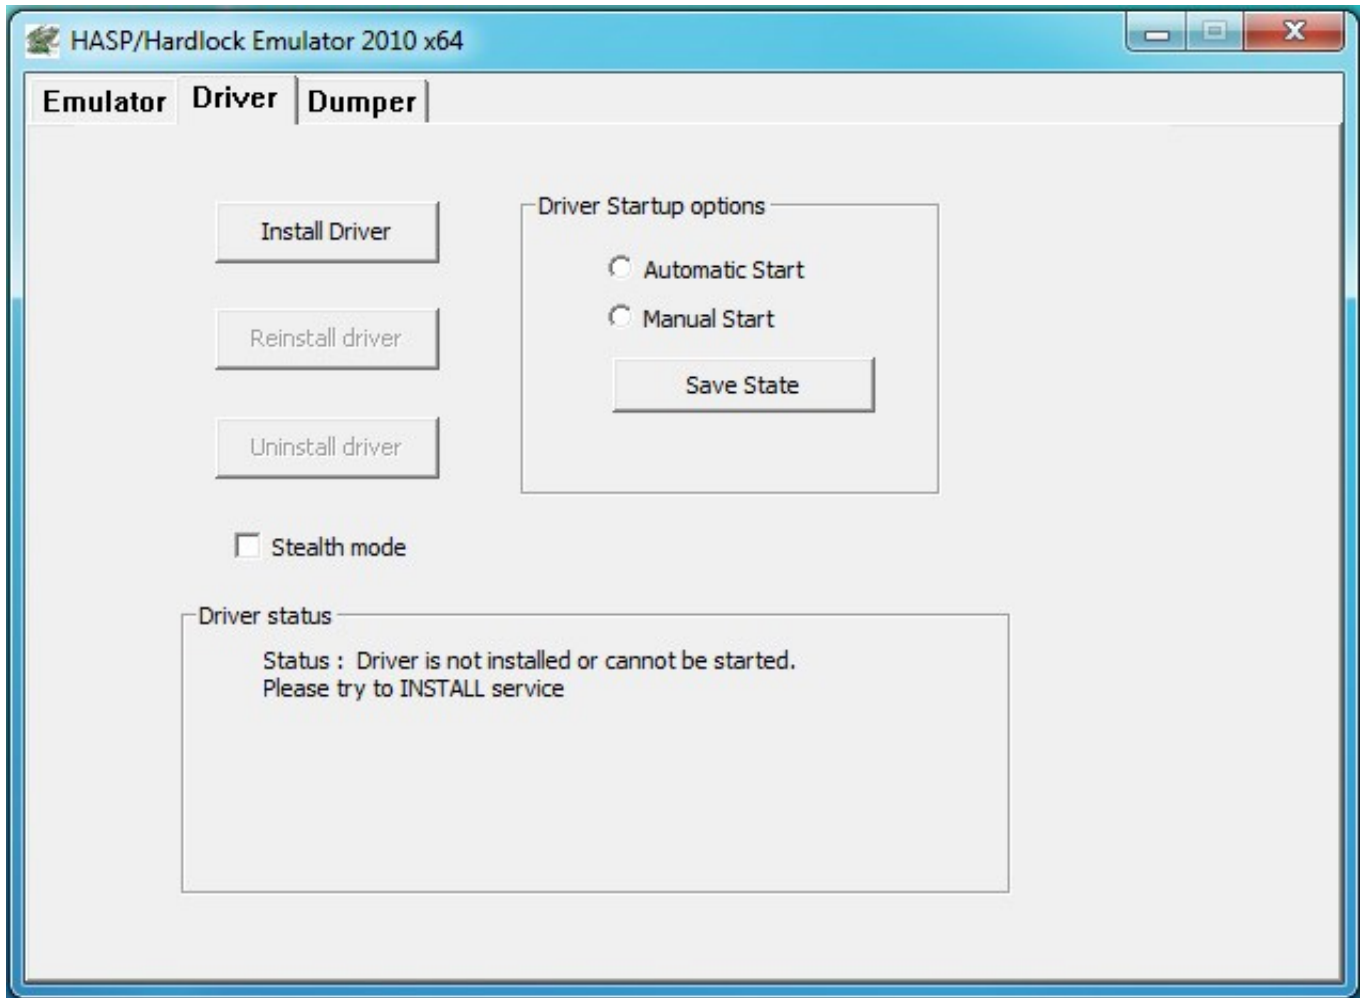 HASP/Hardlock Emulator 2010 x64
Emulator Driver Dumper
Install Driver
Reinstall driver
Uninstall driver
Stealth mode
Driver Startup options
Automatic Start
Manual Start
Save State
Driver status
Status : Driver is not installed or cannot be started.
Please try to INSTALL service